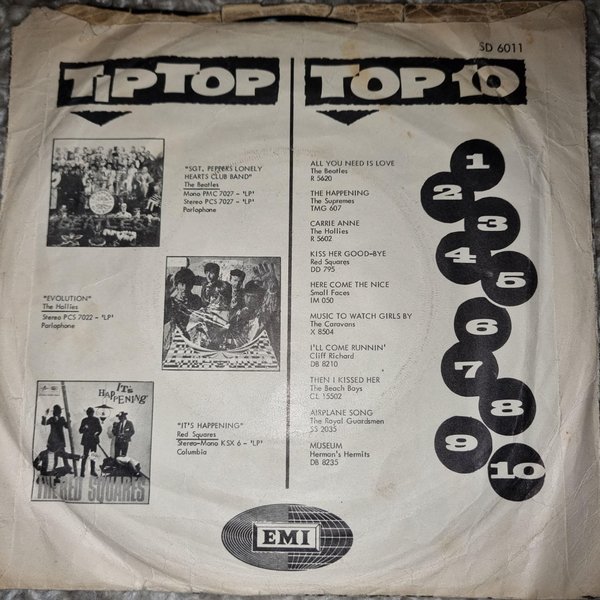 SD 6011
TIP TOP
TOP 10
"SGT. PEPPERS LONELY
HEARTS CLUB BAND"
The Beatles
Mono PMC 7027 - 'LP'
Stereo PCS 7027 - 'LP'
Parlophone
"EVOLUTION"
The Hollies
Stereo PCS 7022 - 'LP'
Parlophone
IT'S
HAPPENING
THE RED SQUARES
"IT'S HAPPENING"
Red Squares
Stereo-Mono KSX 6 - 'LP'
Columbia
ALL YOU NEED IS LOVE
The Beatles
R 5620
THE HAPPENING
The Supremes
TMG 607
CARRIE ANNE
The Hollies
R 5602
KISS HER GOOD-BYE
Red Squares
DD 795
HERE COME THE NICE
Small Faces
IM 050
MUSIC TO WATCH GIRLS BY
The Caravans
X 8504
I'LL COME RUNNIN'
Cliff Richard
DB 8210
THEN I KISSED HER
The Beach Boys
CL 15502
AIRPLANE SONG
The Royal Guardsmen
SS 2035
MUSEUM
Herman's Hermits
DB 8235
1
2
3
4
5
6
7
8
9
10
EMI